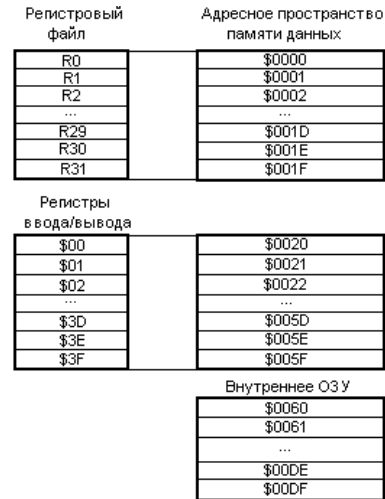 Регистровый Адресное пространство
файл памяти данных
R0 $0000
R1 $0001
R2 $0002
... ...
R29 $001D
R30 $001E
R31 $001F
Регистры
ввода/вывода
$00 $0020
$01 $0021
$02 $0022
... ...
$3D $005D
$3E $005E
$3F $005F
Внутреннее ОЗУ
$0060
$0061
...
$00DE
$00DF